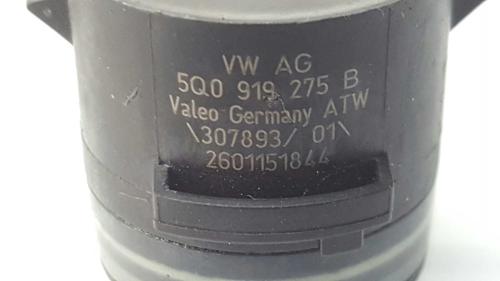 VW AG
5Q0 919 275 B
Valeo Germany ATW
\307893/ 01\
2601151844